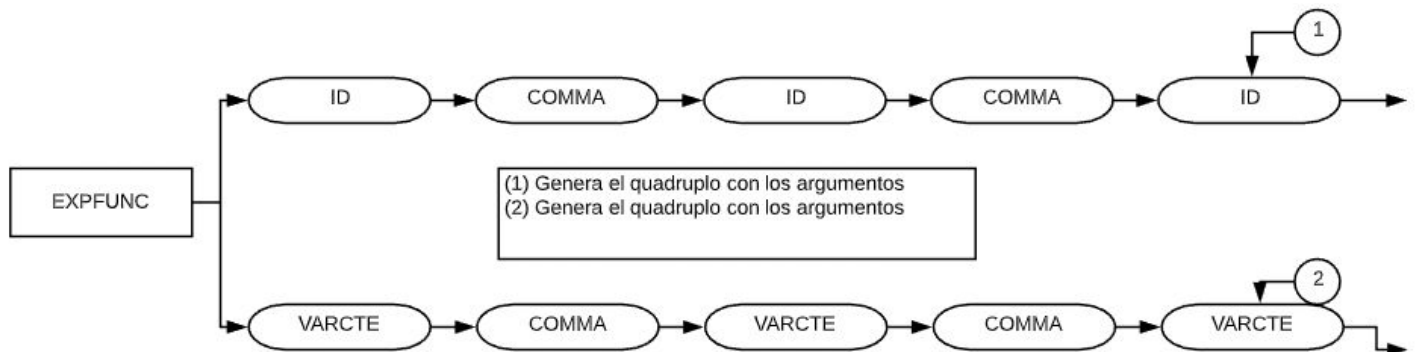 1
ID
COMMA
ID
COMMA
ID
EXPFUNC
(1) Genera el quadruplo con los argumentos
(2) Genera el quadruplo con los argumentos
2
VARCTE
COMMA
VARCTE
COMMA
VARCTE